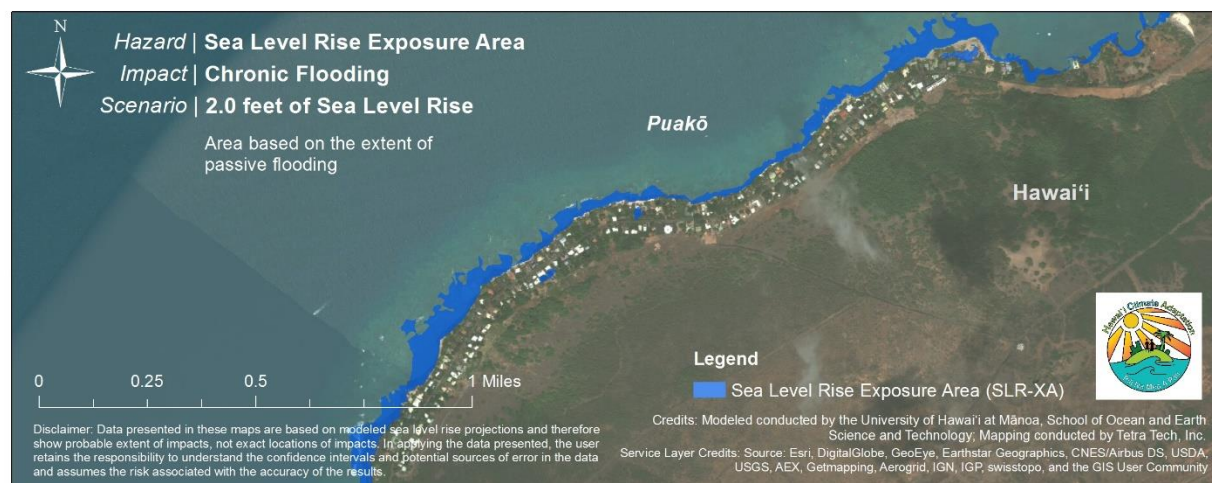 N
Hazard | Sea Level Rise Exposure Area
Impact | Chronic Flooding
Scenario | 2.0 feet of Sea Level Rise
Area based on the extent of
passive flooding
Puakō
Hawaiʻi
Hawaiʻi Climate Adaptation
Legend
Sea Level Rise Exposure Area (SLR-XA)
0 0.25 0.5 1 Miles
Disclaimer: Data presented in these maps are based on modeled sea level rise projections and therefore
show probable extent of impacts, not exact locations of impacts. In applying the data presented, the user
retains the responsibility to understand the confidence intervals and potential sources of error in the data
and assumes the risk associated with the accuracy of the results.
Credits: Modeled conducted by the University of Hawaiʻi at Mānoa, School of Ocean and Earth
Science and Technology; Mapping conducted by Tetra Tech, Inc.
Service Layer Credits: Source: Esri, DigitalGlobe, GeoEye, Earthstar Geographics, CNES/Airbus DS, USDA,
USGS, AEX, Getmapping, Aerogrid, IGN, IGP, swisstopo, and the GIS User Community